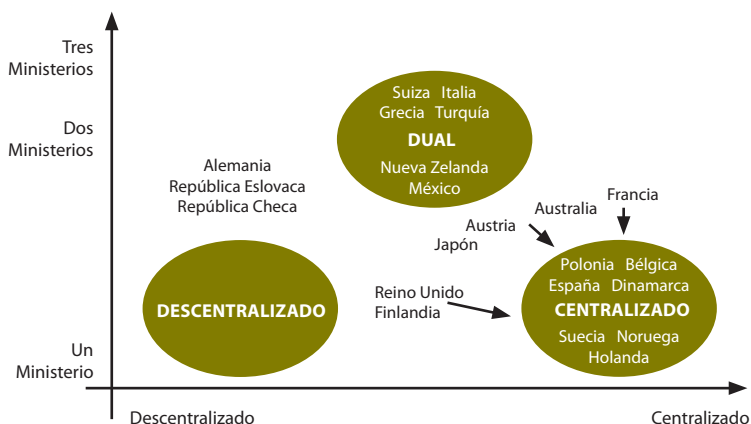 Tres
Ministerios
Dos
Ministerios
Un
Ministerio
Suiza Italia
Grecia Turquía
DUAL
Nueva Zelanda
México
Alemania
República Eslovaca
República Checa
Francia
Australia
Austria
Japón
Reino Unido
Finlandia
DESCENTRALIZADO
Polonia Bélgica
España Dinamarca
CENTRALIZADO
Suecia Noruega
Holanda
Descentralizado
Centralizado